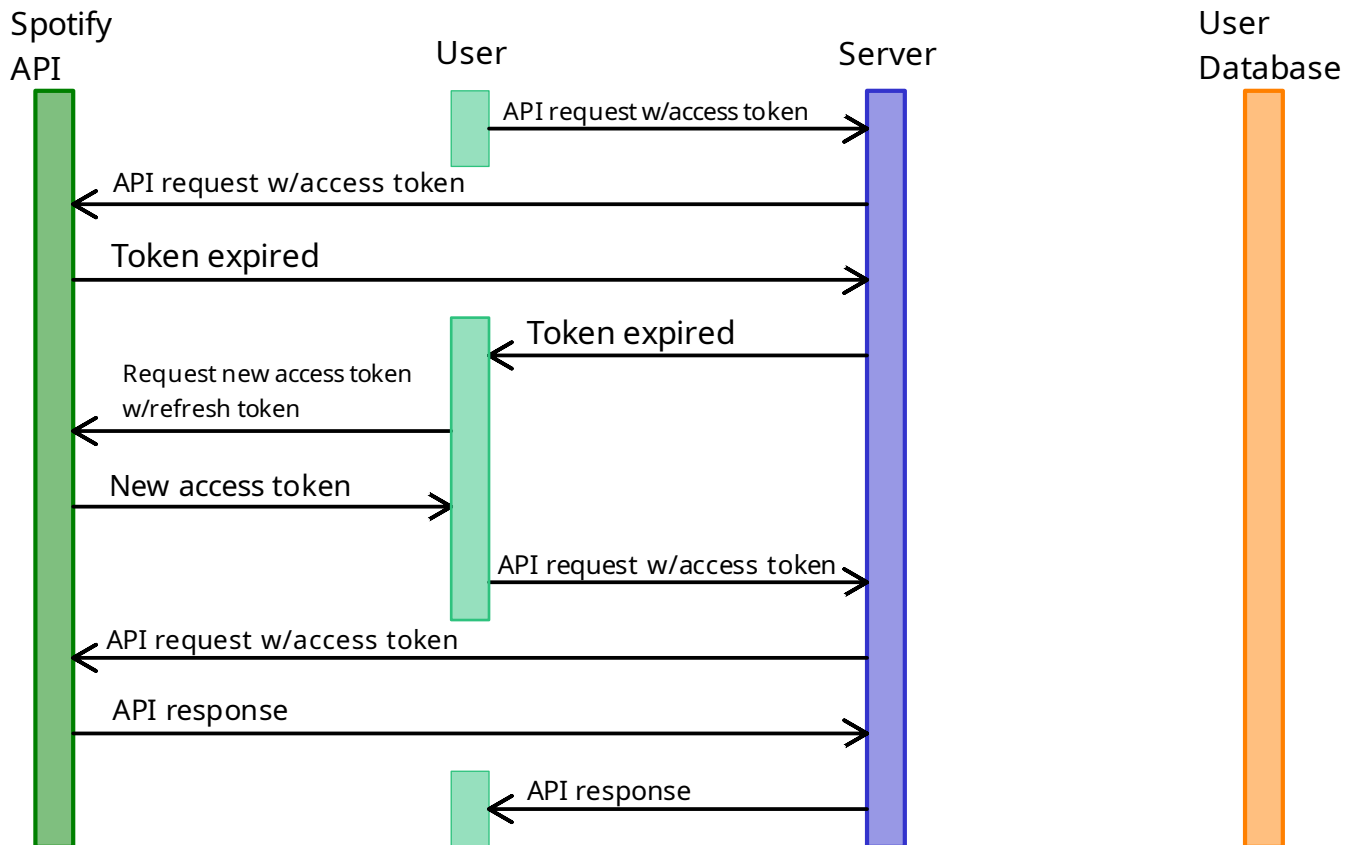 Spotify
API
User
Server
User
Database
API request w/access token
API request w/access token
Token expired
Token expired
Request new access token
w/refresh token
New access token
API request w/access token
API request w/access token
API response
API response